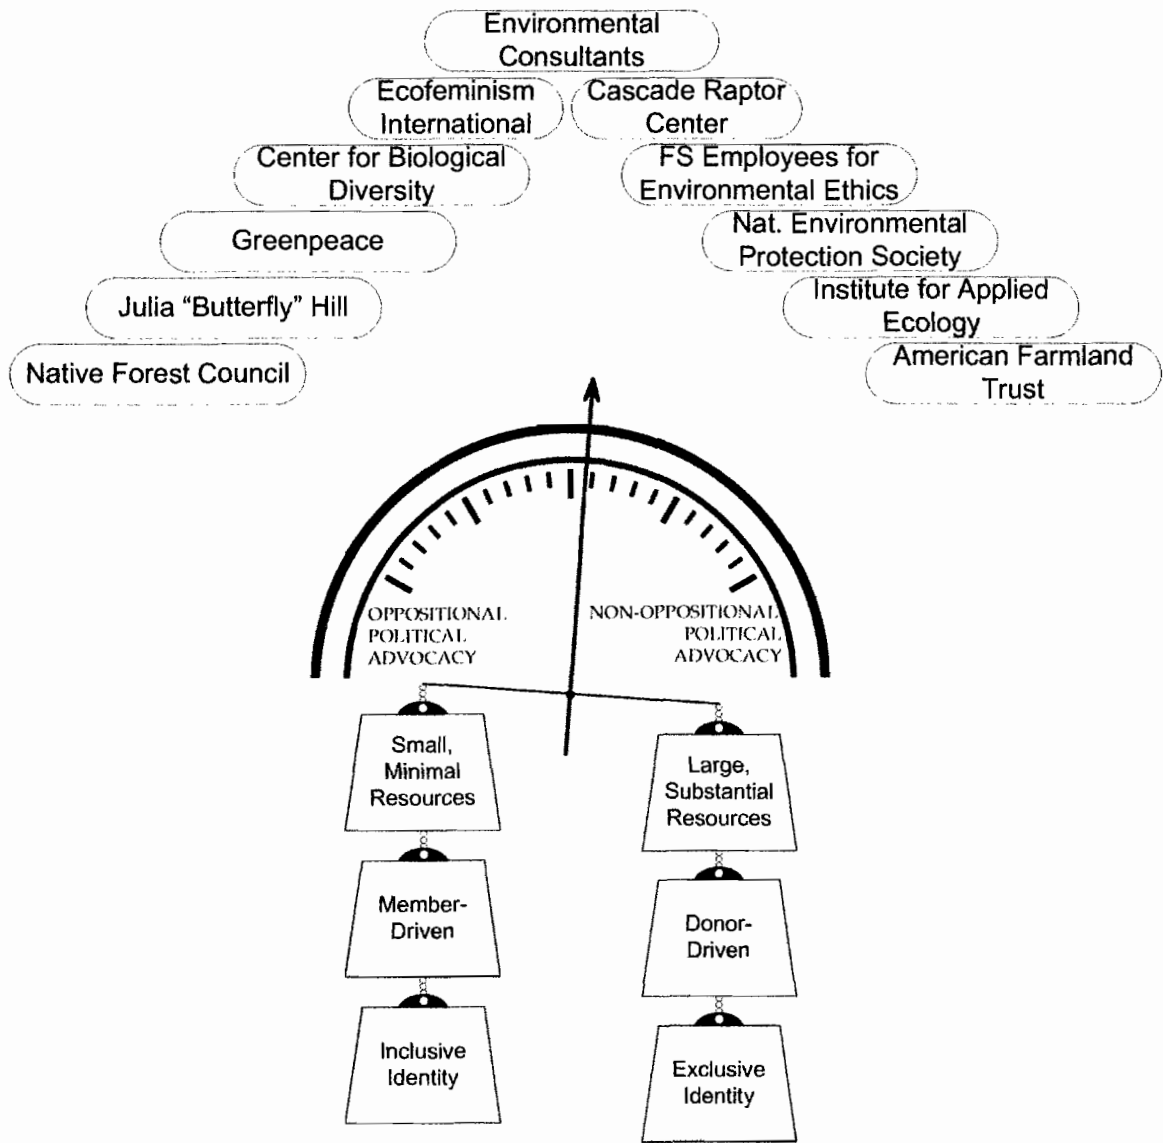 Environmental
Consultants
Ecofeminism
International
Cascade Raptor
Center
Center for Biological
Diversity
FS Employees for
Environmental Ethics
Greenpeace
Nat. Environmental
Protection Society
Julia “Butterfly” Hill
Institute for Applied
Ecology
Native Forest Council
American Farmland
Trust
OPPOSITIONAL
POLITICAL
ADVOCACY
NON-OPPOSITIONAL
POLITICAL
ADVOCACY
Small,
Minimal
Resources
Large,
Substantial
Resources
Member-
Driven
Donor-
Driven
Inclusive
Identity
Exclusive
Identity